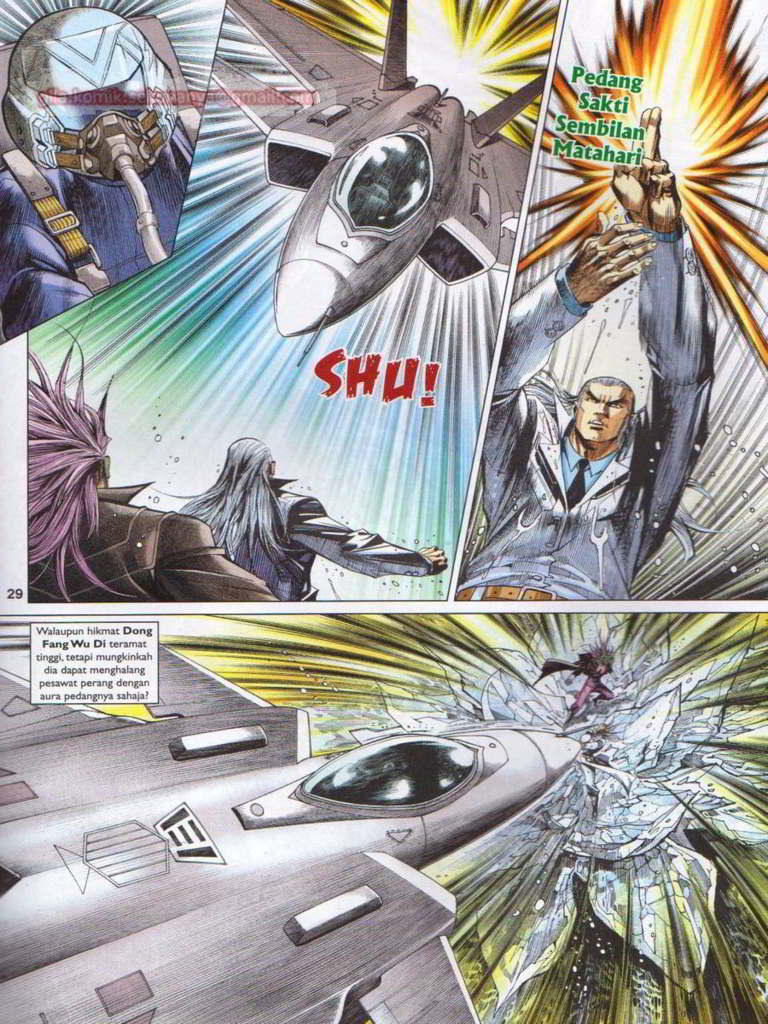 Pedang
Sakti
Sembilan
Matahari
SHU!
29
Walaupun hikmat Dong
Fang Wu Di teramat
tinggi, tetapi mungkinkah
dia dapat menghalang
pesawat perang dengan
aura pedangnya sahaja?